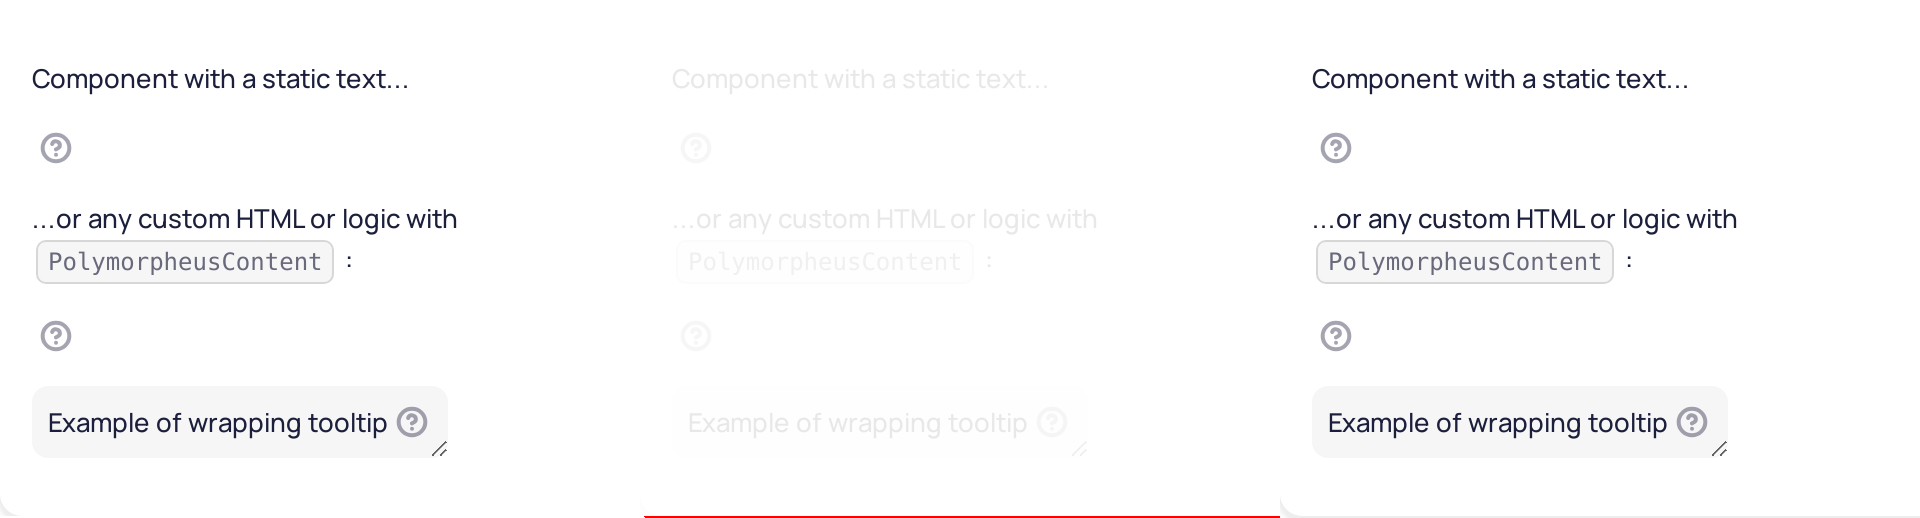 Component with a static text...
?
...or any custom HTML or logic with
PolymorpheusContent :
?
Example of wrapping tooltip ?
Component with a static text...
?
...or any custom HTML or logic with
PolymorpheusContent :
?
Example of wrapping tooltip ?
Component with a static text...
?
...or any custom HTML or logic with
PolymorpheusContent :
?
Example of wrapping tooltip ?